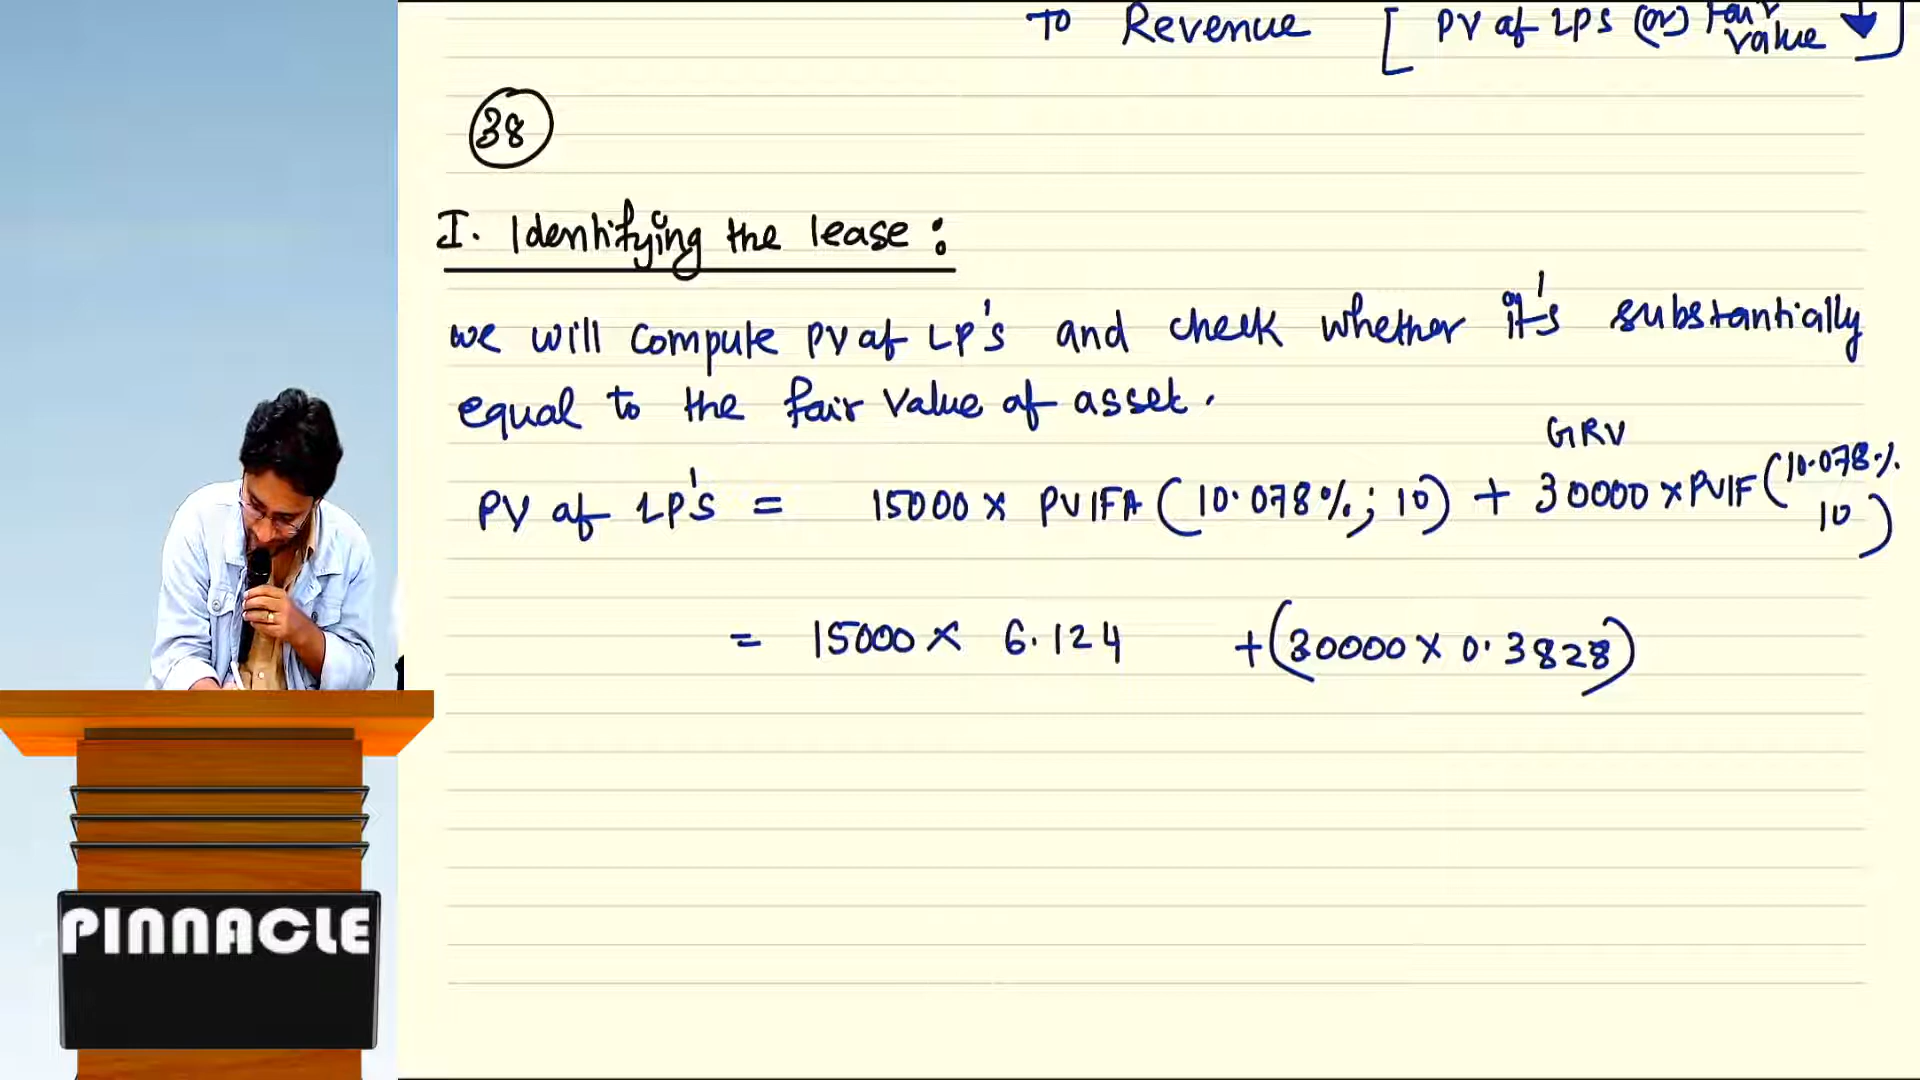 To Revenue [ PV of LPS (or) Fair value ↓ ]
38
I. Identifying the lease :
we will compute PV of LP's and check whether it's substantially
equal to the fair value of asset.
GRV
PV of LP's = 15000 × PVIFA (10.078%; 10) + 30000 × PVIF (10.078% 10)
= 15000 × 6.124 + (30000 × 0.3828)
PINNACLE